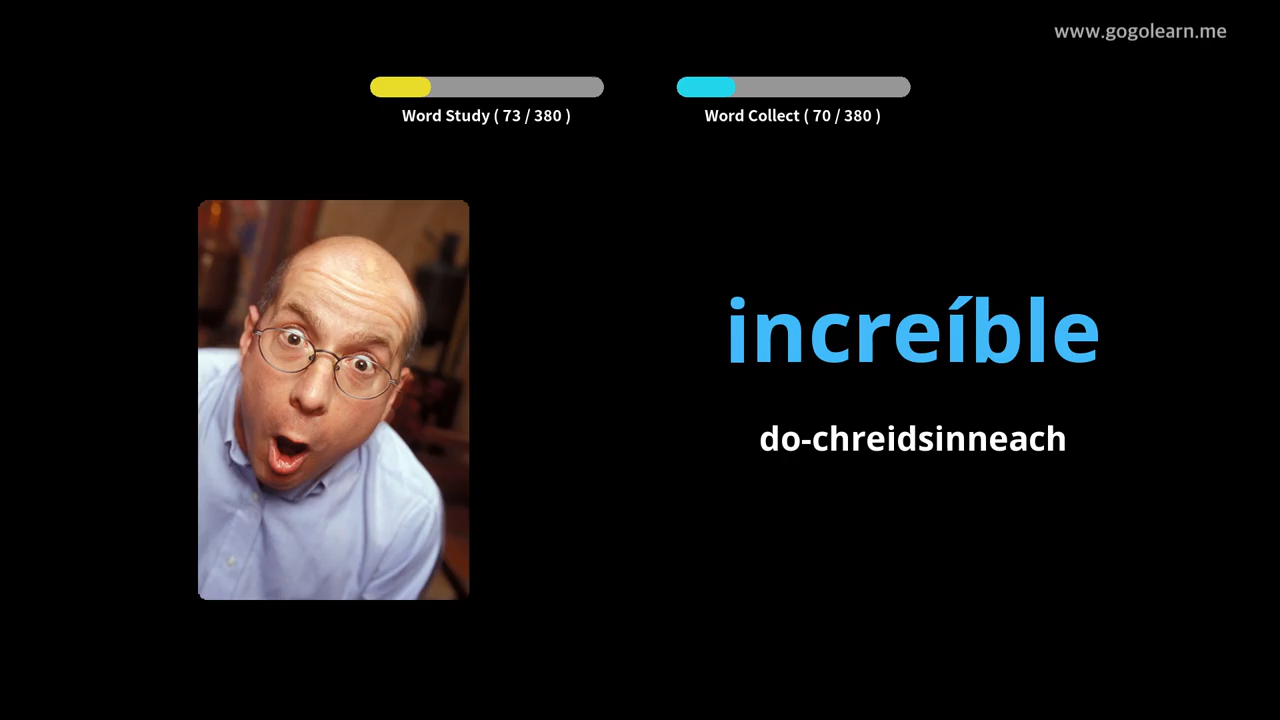 www.gogolearn.me
Word Study ( 73 / 380 )
Word Collect ( 70 / 380 )
increíble
do-chreidsinneach